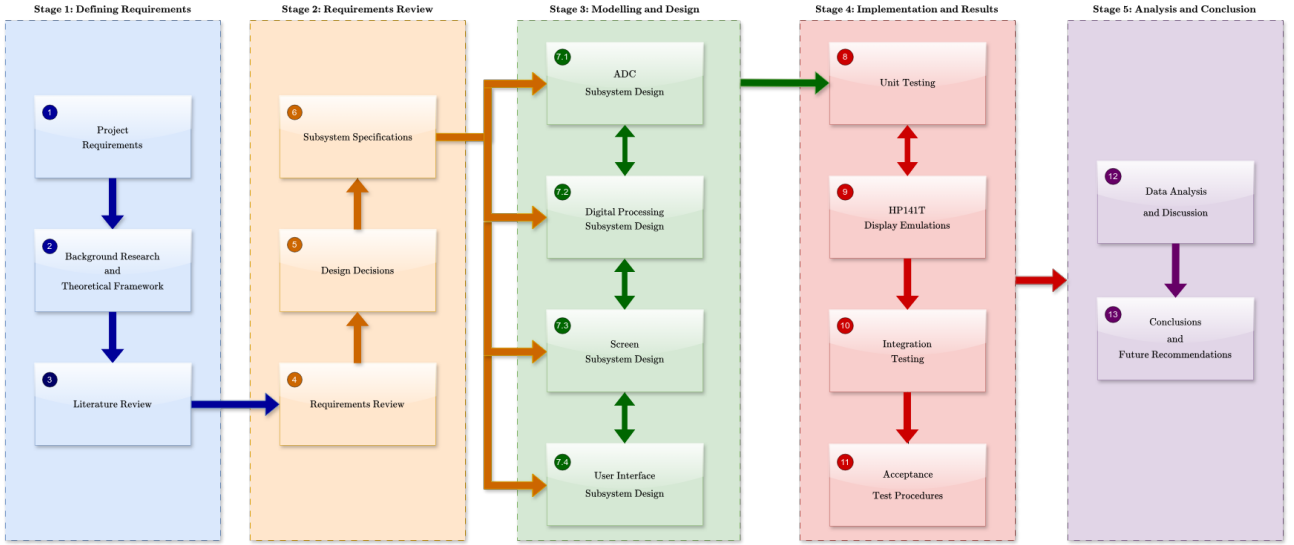 Stage 1: Defining Requirements
1
Project
Requirements
2
Background Research
and
Theoretical Framework
3
Literature Review
Stage 2: Requirements Review
6
Subsystem Specifications
5
Design Decisions
4
Requirements Review
Stage 3: Modelling and Design
7.1
ADC
Subsystem Design
7.2
Digital Processing
Subsystem Design
7.3
Screen
Subsystem Design
7.4
User Interface
Subsystem Design
Stage 4: Implementation and Results
8
Unit Testing
9
HP141T
Display Emulations
10
Integration
Testing
11
Acceptance
Test Procedures
Stage 5: Analysis and Conclusion
12
Data Analysis
and Discussion
13
Conclusions
and
Future Recommendations